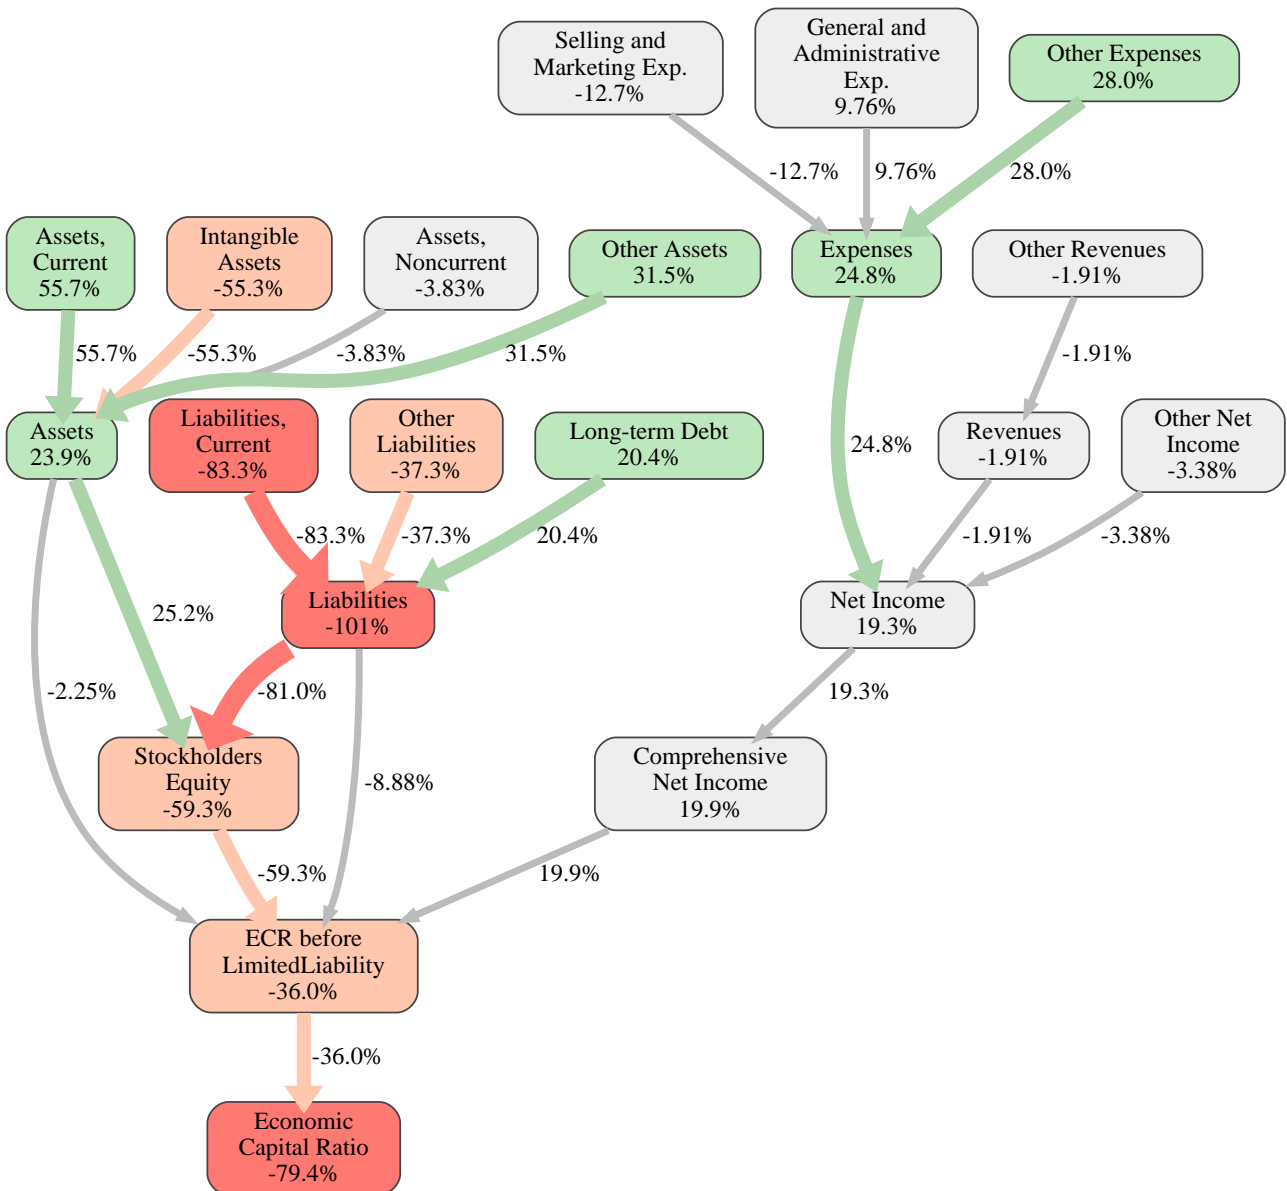 Selling and
Marketing Exp.
-12.7%
General and
Administrative
Exp.
9.76%
Other Expenses
28.0%
-12.7%
9.76%
28.0%
Assets,
Current
55.7%
Intangible
Assets
-55.3%
Assets,
Noncurrent
-3.83%
Other Assets
31.5%
Expenses
24.8%
Other Revenues
-1.91%
55.7%
-55.3%
-3.83%
31.5%
-1.91%
Assets
23.9%
Liabilities,
Current
-83.3%
Other
Liabilities
-37.3%
Long-term Debt
20.4%
24.8%
Revenues
-1.91%
Other Net
Income
-3.38%
-83.3%
-37.3%
20.4%
-1.91%
-3.38%
25.2%
Liabilities
-101%
Net Income
19.3%
-2.25%
-81.0%
19.3%
Stockholders
Equity
-59.3%
-8.88%
Comprehensive
Net Income
19.9%
-59.3%
19.9%
ECR before
LimitedLiability
-36.0%
-36.0%
Economic
Capital Ratio
-79.4%